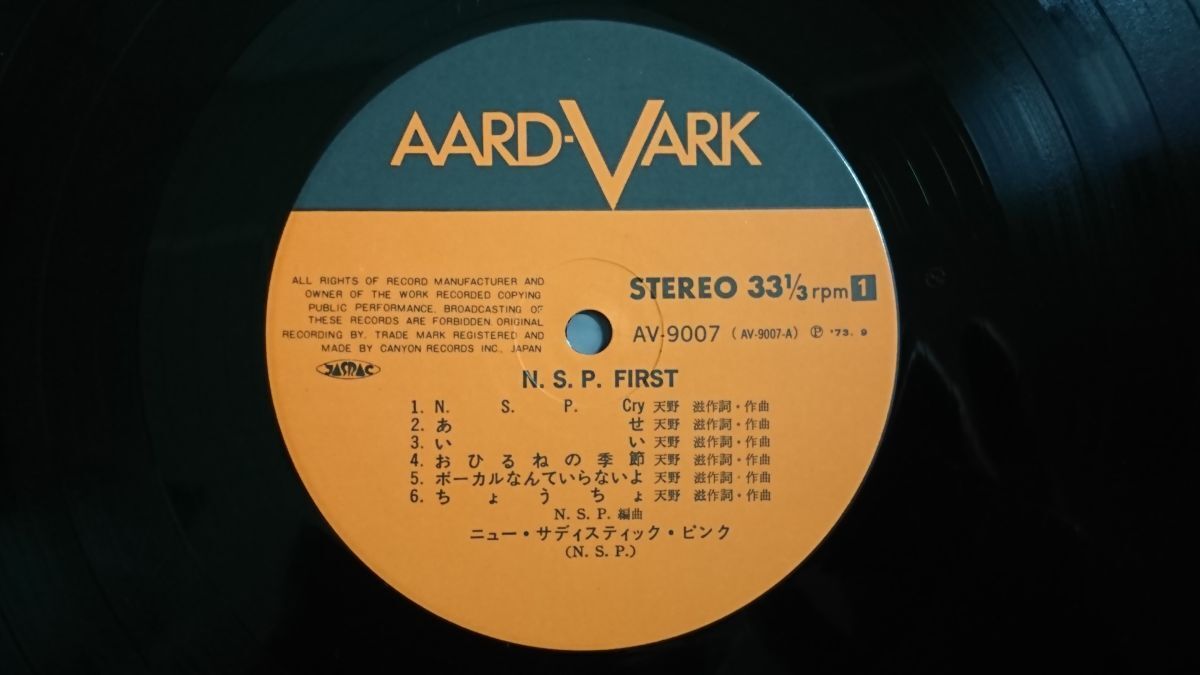 AARD-VARK
ALL RIGHTS OF RECORD MANUFACTURER AND
OWNER OF THE WORK RECORDED COPYING
PUBLIC PERFORMANCE, BROADCASTING OF
THESE RECORDS ARE FORBIDDEN. ORIGINAL
RECORDING BY, TRADE MARK REGISTERED AND
MADE BY CANYON RECORDS INC., JAPAN
JASRAC
STEREO 33⅓ rpm 1
AV-9007 (AV-9007-A) Ⓟ '73. 9
N. S. P. FIRST
1. N. S. P. Cry 天野 滋作詞・作曲
2. あせ 天野 滋作詞・作曲
3. いい 天野 滋作詞・作曲
4. おひるねの季節 天野 滋作詞・作曲
5. ボーカルなんていらないよ 天野 滋作詞・作曲
6. ちょうちょ 天野 滋作詞・作曲
N. S. P. 編曲
ニュー・サディスティック・ピンク
(N. S. P.)